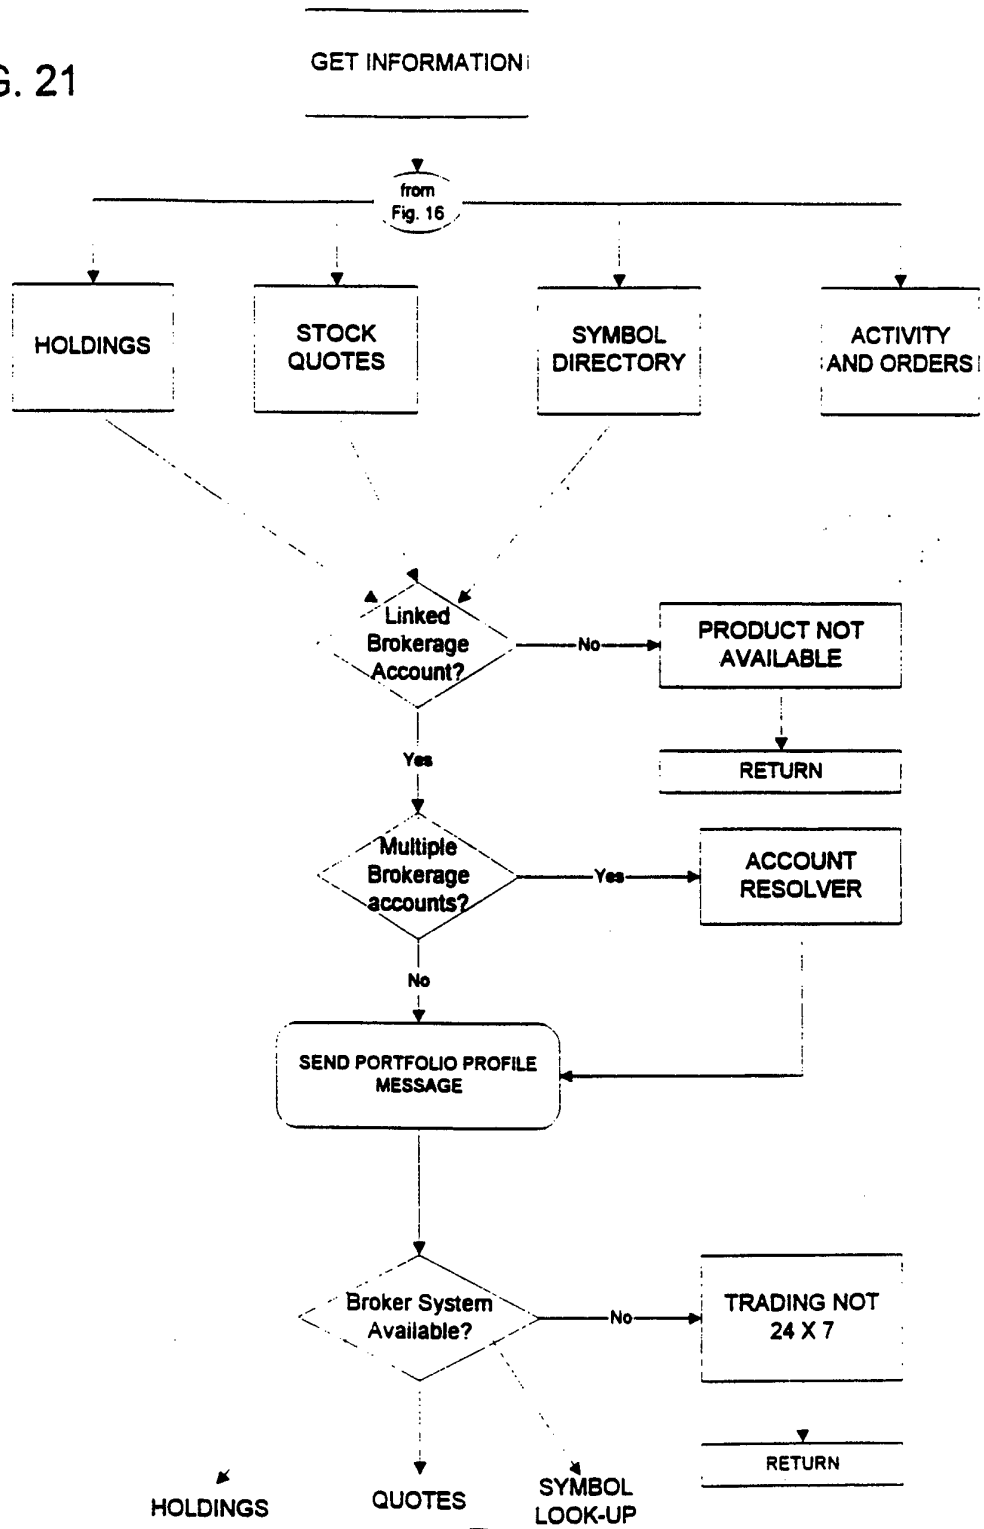 G. 21
GET INFORMATION
from
Fig. 16
HOLDINGS
STOCK
QUOTES
SYMBOL
DIRECTORY
ACTIVITY
AND ORDERS
Linked
Brokerage
Account?
No
PRODUCT NOT
AVAILABLE
Yes
RETURN
Multiple
Brokerage
accounts?
Yes
ACCOUNT
RESOLVER
No
SEND PORTFOLIO PROFILE
MESSAGE
Broker System
Available?
No
TRADING NOT
24 X 7
RETURN
HOLDINGS
QUOTES
SYMBOL
LOOK-UP